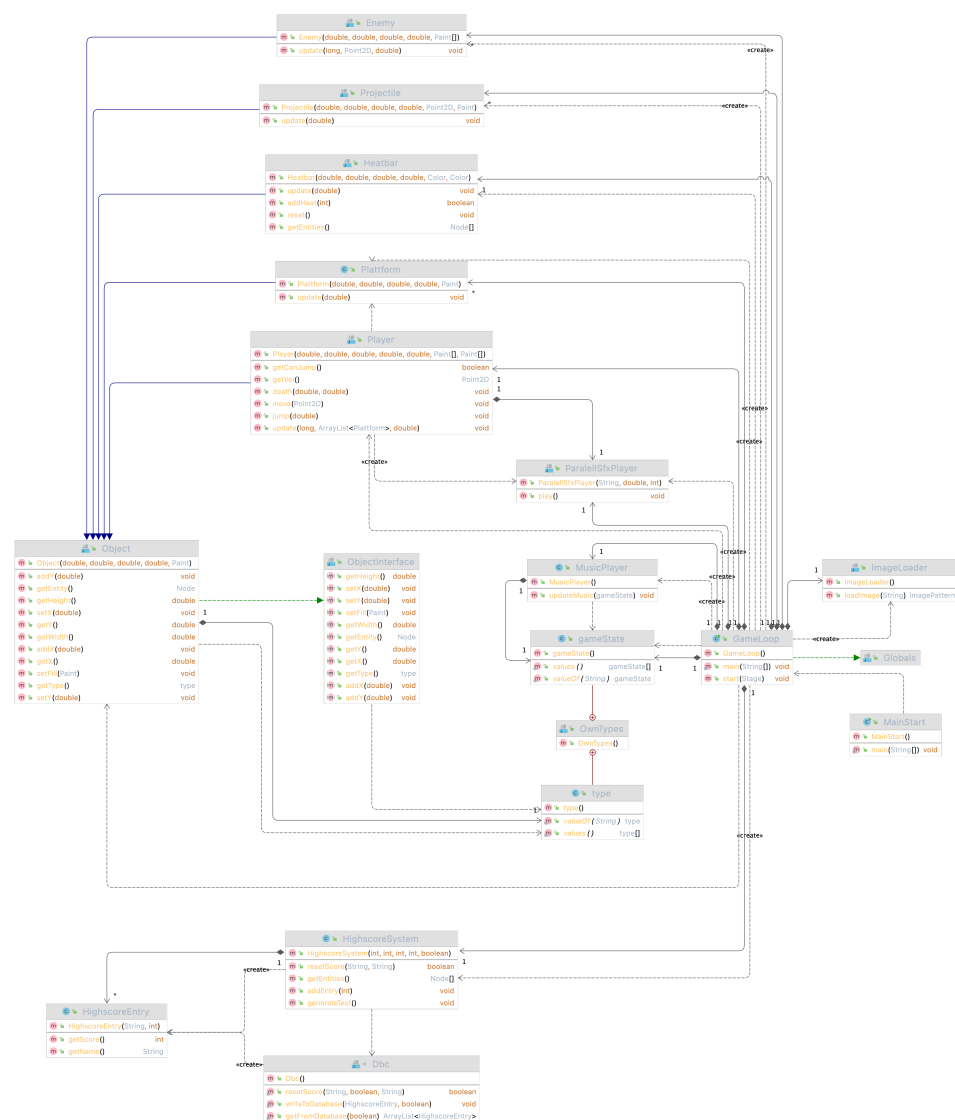 Enemy
Enemy(double, double, double, double, Paint[])
update(long, Point2D, double) void
«create»
Projectile
Projectile(double, double, double, double, Point2D, Paint)
*
«create»
update(double) void
Heatbar
Heatbar(double, double, double, double, Color, Color)
update(double) void
1
addHeat(int) boolean
reset() void
getEntities() Node[]
Plattform
Plattform(double, double, double, double, Paint)
update(double) void
*
Player
Player(double, double, double, double, double, Paint[], Paint[])
getCanJump() boolean
getVel() Point2D
1
death(double, double) void
1
move(Point2D) void
jump(double) void
«create»
update(long, ArrayList<Plattform>, double) void
«create»
1
«create»
ParalellSfxPlayer
ParalellSfxPlayer(String, double, int)
play() void
1
Object
Object(double, double, double, double, Paint)
addY(double) void
getEntity() Node
getHeight() double
setX(double) void
getY() double
getWidth() double
addX(double) void
getX() double
setFill(Paint) void
getType() type
setY(double) void
1
ObjectInterface
getHeight() double
setX(double) void
setY(double) void
setFill(Paint) void
getWidth() double
getEntity() Node
getY() double
getX() double
getType() type
addX(double) void
addY(double) void
1
«create»
MusicPlayer
MusicPlayer()
updateMusic(gameState) void
1
«create»
«create»
1
ImageLoader
ImageLoader()
loadImage(String) ImagePattern
gameState
gameState()
values() gameState[]
valueOf(String) gameState
1
1
GameLoop
GameLoop()
main(String[]) void
start(Stage) void
1
«create»
Globals
MainStart
MainStart()
main(String[]) void
OwnTypes
OwnTypes()
type
type()
valueOf(String) type
values() type[]
1
«create»
HighscoreSystem
HighscoreSystem(int, int, int, int, boolean)
resetScore(String, String) boolean
getEntities() Node[]
addEntry(int) void
generateText() void
1
1
«create»
*
HighscoreEntry
HighscoreEntry(String, int)
getScore() int
getName() String
«create»
Dbc
Dbc()
resetScore(String, boolean, String) boolean
writeToDatabase(HighscoreEntry, boolean) void
getFromDatabase(boolean) ArrayList<HighscoreEntry>